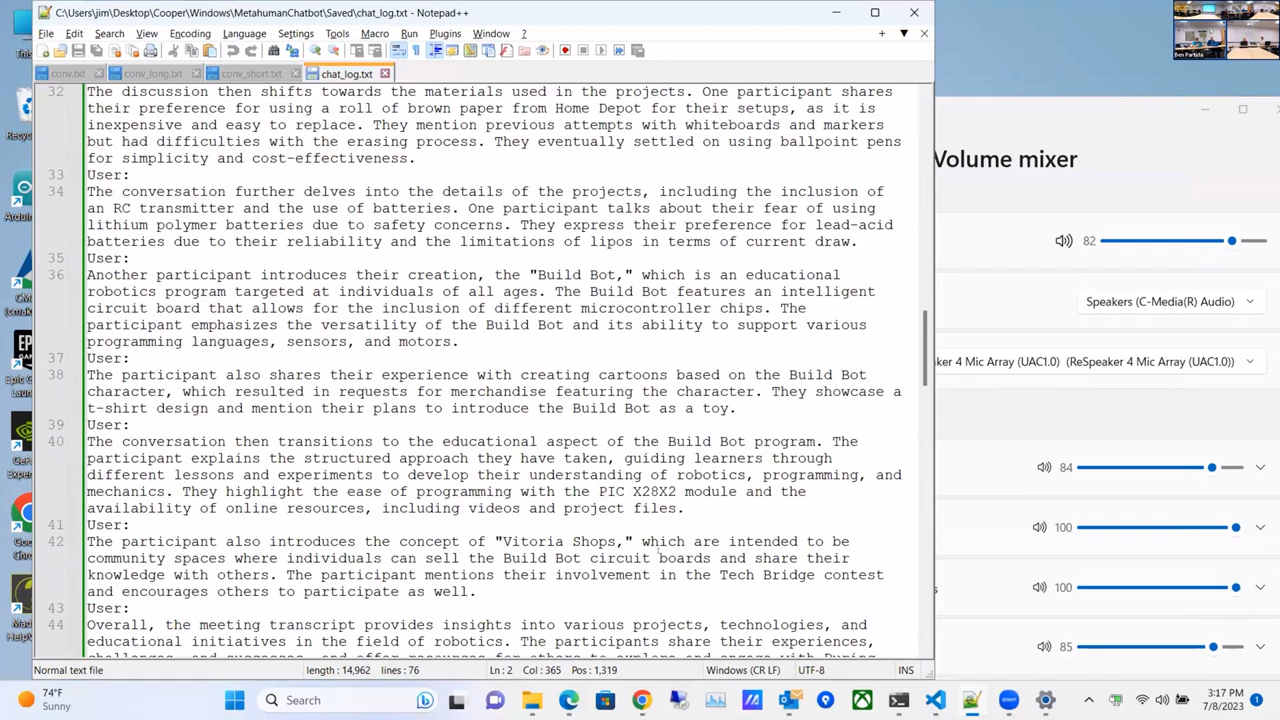 C:\Users\jim\Desktop\Cooper\Windows\MetahumanChatbot\Saved\chat_log.txt - Notepad++
File Edit Search View Encoding Language Settings Tools Macro Run Plugins Window ?
conv.txt conv_long.txt conv_short.txt chat_log.txt
32 The discussion then shifts towards the materials used in the projects. One participant shares
their preference for using a roll of brown paper from Home Depot for their setups, as it is
inexpensive and easy to replace. They mention previous attempts with whiteboards and markers
but had difficulties with the erasing process. They eventually settled on using ballpoint pens
for simplicity and cost-effectiveness.
33 User:
34 The conversation further delves into the details of the projects, including the inclusion of
an RC transmitter and the use of batteries. One participant talks about their fear of using
lithium polymer batteries due to safety concerns. They express their preference for lead-acid
batteries due to their reliability and the limitations of lipos in terms of current draw.
35 User:
36 Another participant introduces their creation, the "Build Bot," which is an educational
robotics program targeted at individuals of all ages. The Build Bot features an intelligent
circuit board that allows for the inclusion of different microcontroller chips. The
participant emphasizes the versatility of the Build Bot and its ability to support various
programming languages, sensors, and motors.
37 User:
38 The participant also shares their experience with creating cartoons based on the Build Bot
character, which resulted in requests for merchandise featuring the character. They showcase a
t-shirt design and mention their plans to introduce the Build Bot as a toy.
39 User:
40 The conversation then transitions to the educational aspect of the Build Bot program. The
participant explains the structured approach they have taken, guiding learners through
different lessons and experiments to develop their understanding of robotics, programming, and
mechanics. They highlight the ease of programming with the PIC X28X2 module and the
availability of online resources, including videos and project files.
41 User:
42 The participant also introduces the concept of "Vitoria Shops," which are intended to be
community spaces where individuals can sell the Build Bot circuit boards and share their
knowledge with others. The participant mentions their involvement in the Tech Bridge contest
and encourages others to participate as well.
43 User:
44 Overall, the meeting transcript provides insights into various projects, technologies, and
educational initiatives in the field of robotics. The participants share their experiences,
Normal text file length : 14,962 lines : 76 Ln : 2 Col : 365 Pos : 1,319 Windows (CR LF) UTF-8 INS
Ben Partida
Volume mixer
82
Speakers (C-Media(R) Audio)
ker 4 Mic Array (UAC1.0) (ReSpeaker 4 Mic Array (UAC1.0))
84
100
100
85
Arduin
74°F
Sunny
Search
3:17 PM
7/8/2023